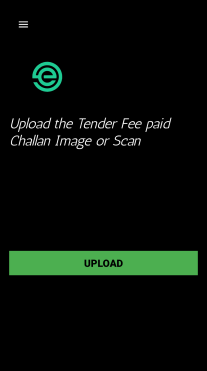 Upload the Tender Fee paid
Challan Image or Scan
UPLOAD